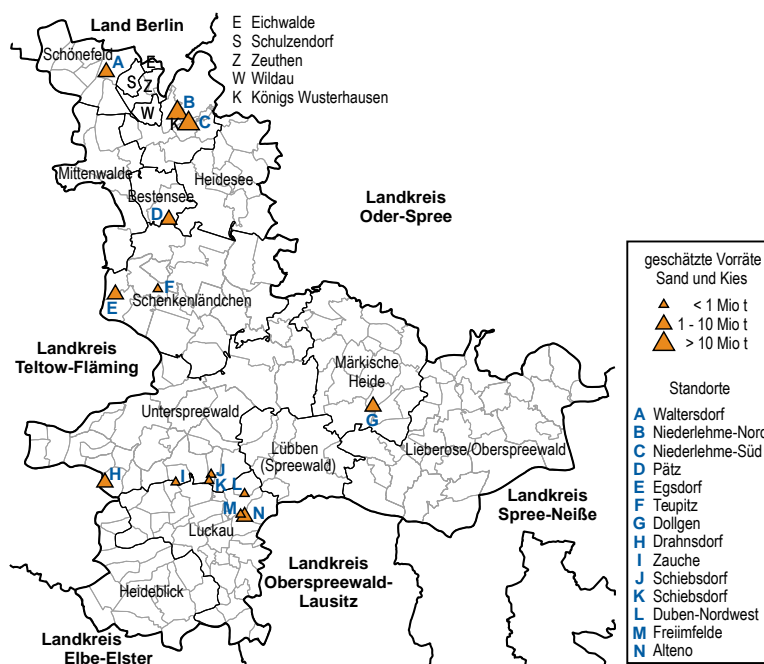 Land Berlin
E Eichwalde
S Schulzendorf
Z Zeuthen
W Wildau
K Königs Wusterhausen
Schönefeld
A
E
S
Z
W
B
K
C
Mittenwalde
Heidesee
Bestensee
D
Landkreis
Oder-Spree
F
E
Schenkenländchen
Landkreis
Teltow-Fläming
Märkische
Heide
G
Unterspreewald
Lübben
(Spreewald)
Lieberose/Oberspreewald
H
I
J
K
L
M
N
Luckau
Landkreis
Spree-Neiße
Heideblick
Landkreis
Oberspreewald-
Lausitz
Landkreis
Elbe-Elster
geschätzte Vorräte
Sand und Kies
< 1 Mio t
1 - 10 Mio t
> 10 Mio t
Standorte
A Waltersdorf
B Niederlehme-Nord
C Niederlehme-Süd
D Pätz
E Egsdorf
F Teupitz
G Dollgen
H Drahnsdorf
I Zauche
J Schiebsdorf
K Schiebsdorf
L Duben-Nordwest
M Freiimfelde
N Alteno